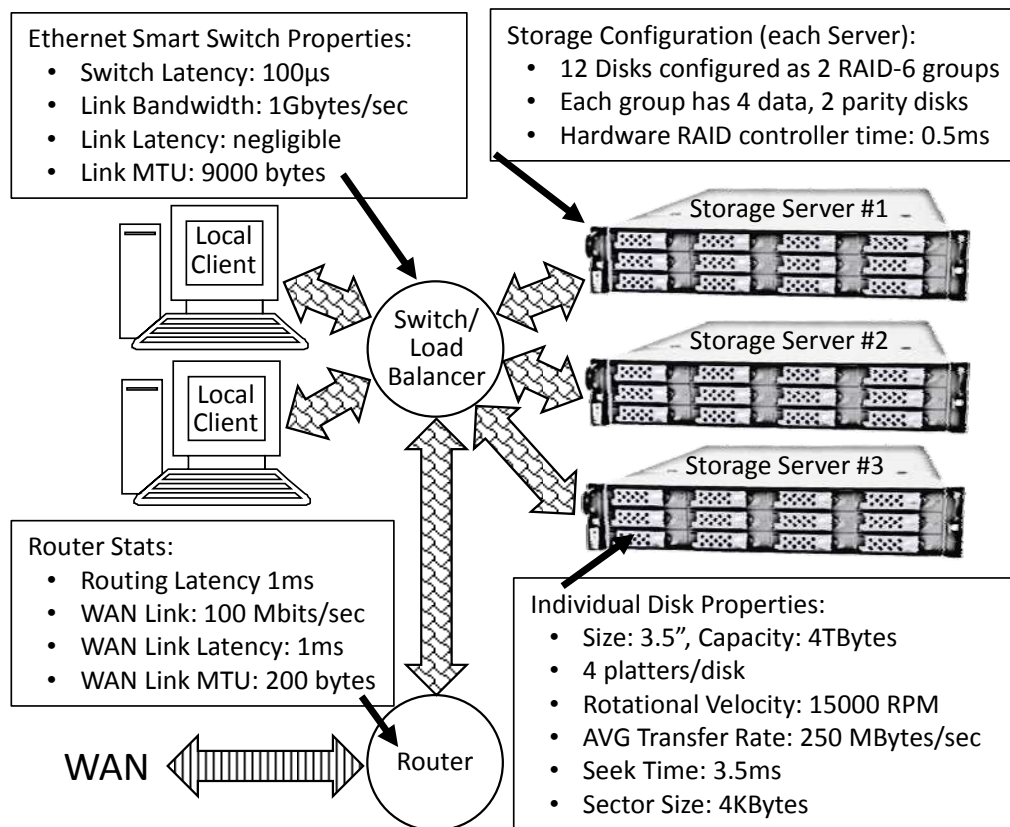 Ethernet Smart Switch Properties:
• Switch Latency: 100µs
• Link Bandwidth: 1Gbytes/sec
• Link Latency: negligible
• Link MTU: 9000 bytes
Storage Configuration (each Server):
• 12 Disks configured as 2 RAID-6 groups
• Each group has 4 data, 2 parity disks
• Hardware RAID controller time: 0.5ms
Local
Client
Local
Client
Switch/
Load
Balancer
Storage Server #1
Storage Server #2
Storage Server #3
Router Stats:
• Routing Latency 1ms
• WAN Link: 100 Mbits/sec
• WAN Link Latency: 1ms
• WAN Link MTU: 200 bytes
WAN
Router
Individual Disk Properties:
• Size: 3.5”, Capacity: 4TBytes
• 4 platters/disk
• Rotational Velocity: 15000 RPM
• AVG Transfer Rate: 250 MBytes/sec
• Seek Time: 3.5ms
• Sector Size: 4KBytes